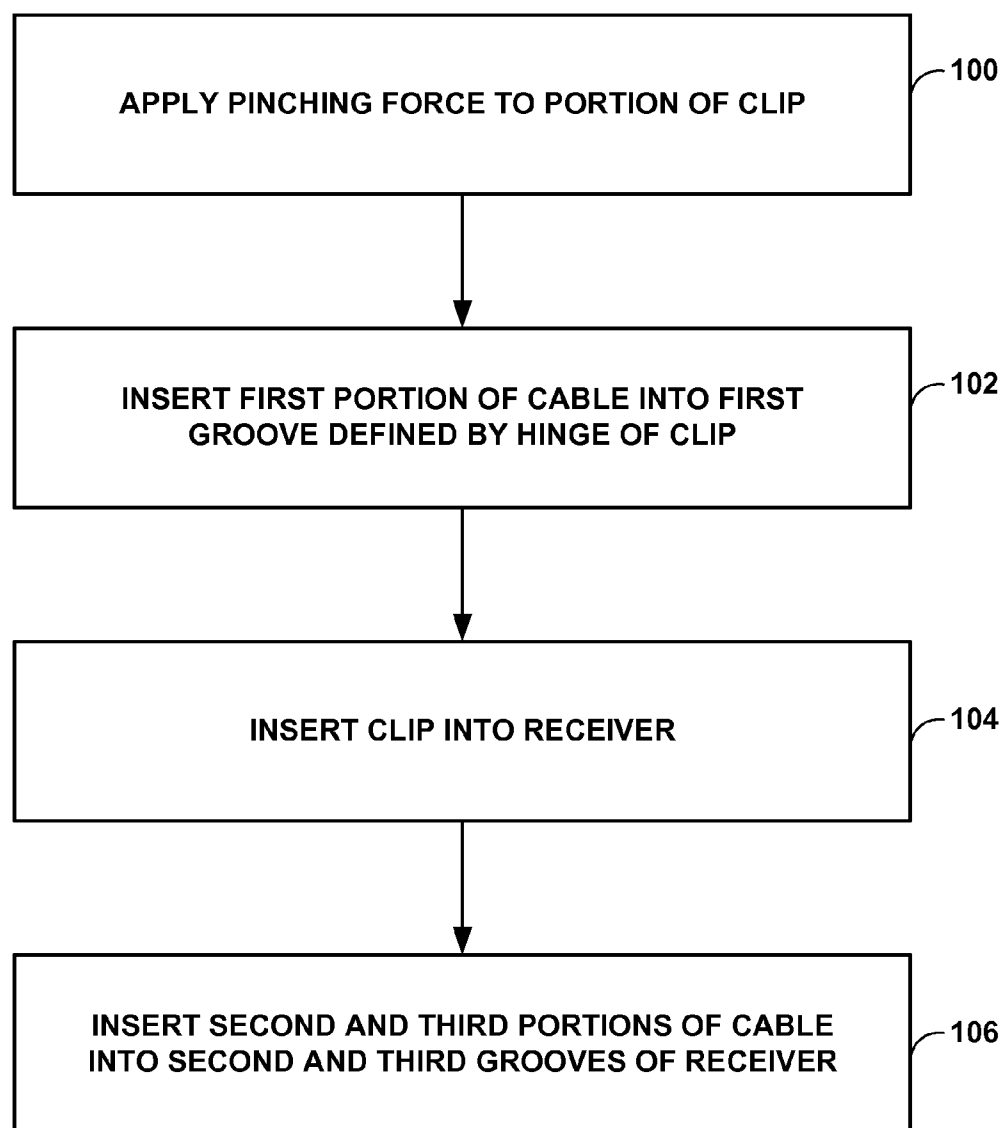 APPLY PINCHING FORCE TO PORTION OF CLIP
100
INSERT FIRST PORTION OF CABLE INTO FIRST
GROOVE DEFINED BY HINGE OF CLIP
102
INSERT CLIP INTO RECEIVER
104
INSERT SECOND AND THIRD PORTIONS OF CABLE
INTO SECOND AND THIRD GROOVES OF RECEIVER
106